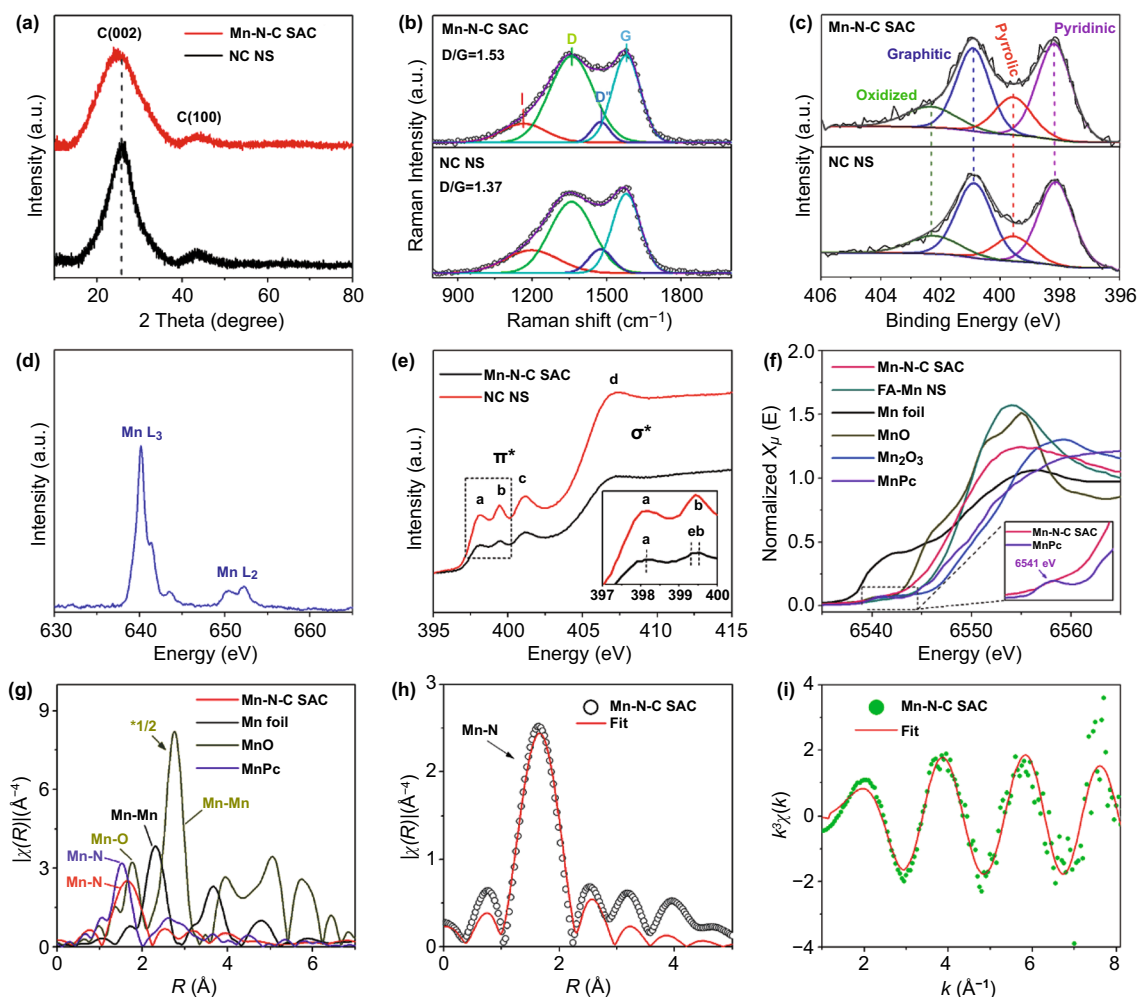 (a)
Mn-N-C SAC
NC NS
C(002)
C(100)
Intensity (a.u.)
20 40 60 80
2 Theta (degree)
(b)
Mn-N-C SAC
D/G=1.53
I
D
D"
G
NC NS
D/G=1.37
Raman Intensity (a.u.)
900 1200 1500 1800
Raman shift (cm⁻¹)
(c)
Mn-N-C SAC
Pyridinic
Graphitic
Pyrrolic
Oxidized
NC NS
Intensity (a.u.)
406 404 402 400 398 396
Binding Energy (eV)
(d)
Mn L₃
Mn L₂
Intensity (a.u.)
630 640 650 660
Energy (eV)
(e)
Mn-N-C SAC
NC NS
d
σ*
π*
a b c
a
b
a
eb
397 398 399 400
Intensity (a.u.)
395 400 405 410 415
Energy (eV)
(f)
Mn-N-C SAC
FA-Mn NS
Mn foil
MnO
Mn₂O₃
MnPc
Mn-N-C SAC
MnPc
6541 eV
Normalized Xμ (E)
2.0
1.5
1.0
0.5
0.0
6540 6550 6560
Energy (eV)
(g)
Mn-N-C SAC
Mn foil
MnO
MnPc
*1/2
Mn-Mn
Mn-Mn
Mn-O
Mn-N
Mn-N
|χ(R)|(Å⁻⁴)
9
6
3
0
0 2 4 6
R (Å)
(h)
Mn-N-C SAC
Fit
Mn-N
|χ(R)|(Å⁻⁴)
3
2
1
0
0 2 4
R (Å)
(i)
Mn-N-C SAC
Fit
k³χ(k)
4
2
0
−2
−4
2 4 6 8
k (Å⁻¹)